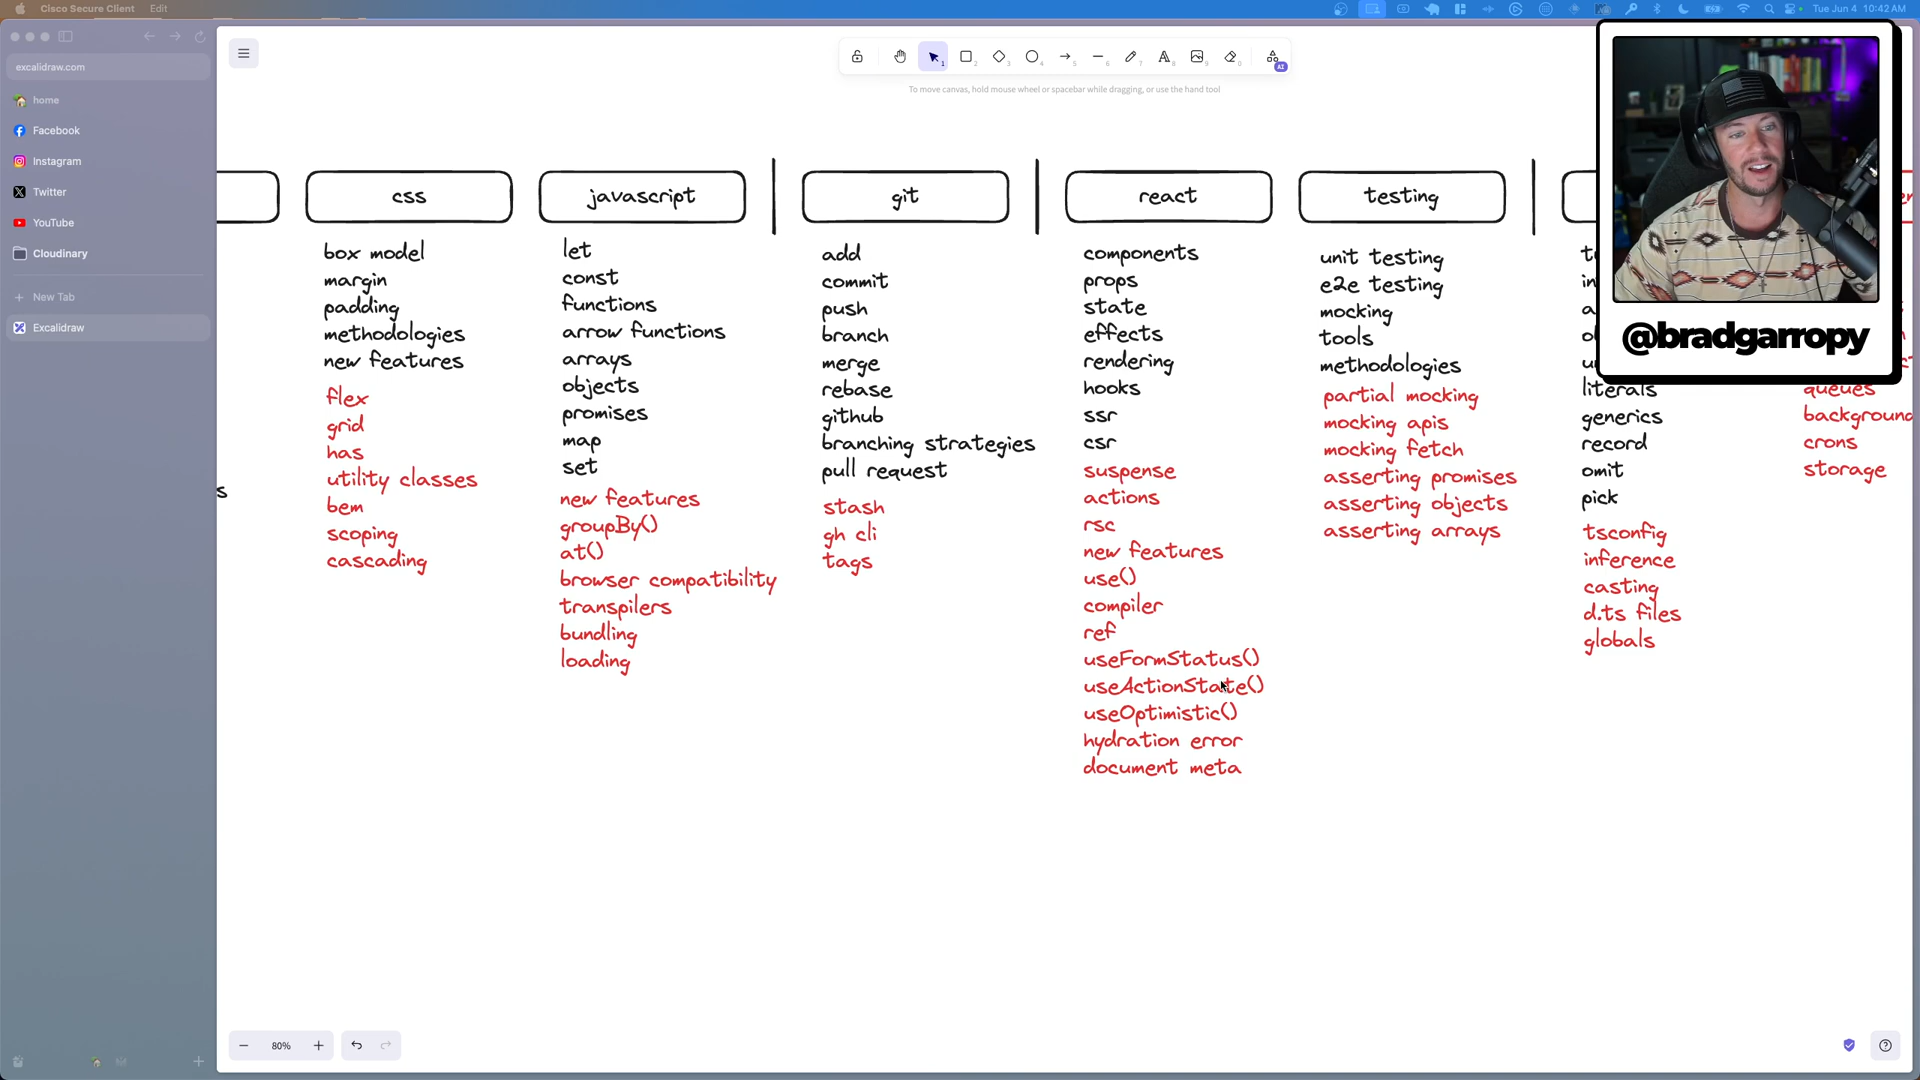 Cisco Secure Client Edit
Tue Jun 4 10:42 AM
excalidraw.com
home
Facebook
Instagram
Twitter
YouTube
Cloudinary
New Tab
Excalidraw
To move canvas, hold mouse wheel or spacebar while dragging, or use the hand tool
AI
@bradgarropy
css
box model
margin
padding
methodologies
new features
flex
grid
has
utility classes
bem
scoping
cascading
javascript
let
const
functions
arrow functions
arrays
objects
promises
map
set
new features
groupBy()
at()
browser compatibility
transpilers
bundling
loading
git
add
commit
push
branch
merge
rebase
github
branching strategies
pull request
stash
gh cli
tags
react
components
props
state
effects
rendering
hooks
ssr
csr
suspense
actions
rsc
new features
use()
compiler
ref
useFormStatus()
useActionState()
useOptimistic()
hydration error
document meta
testing
unit testing
e2e testing
mocking
tools
methodologies
partial mocking
mocking apis
mocking fetch
asserting promises
asserting objects
asserting arrays
literals
generics
record
omit
pick
tsconfig
inference
casting
d.ts files
globals
queues
background
crons
storage
80%